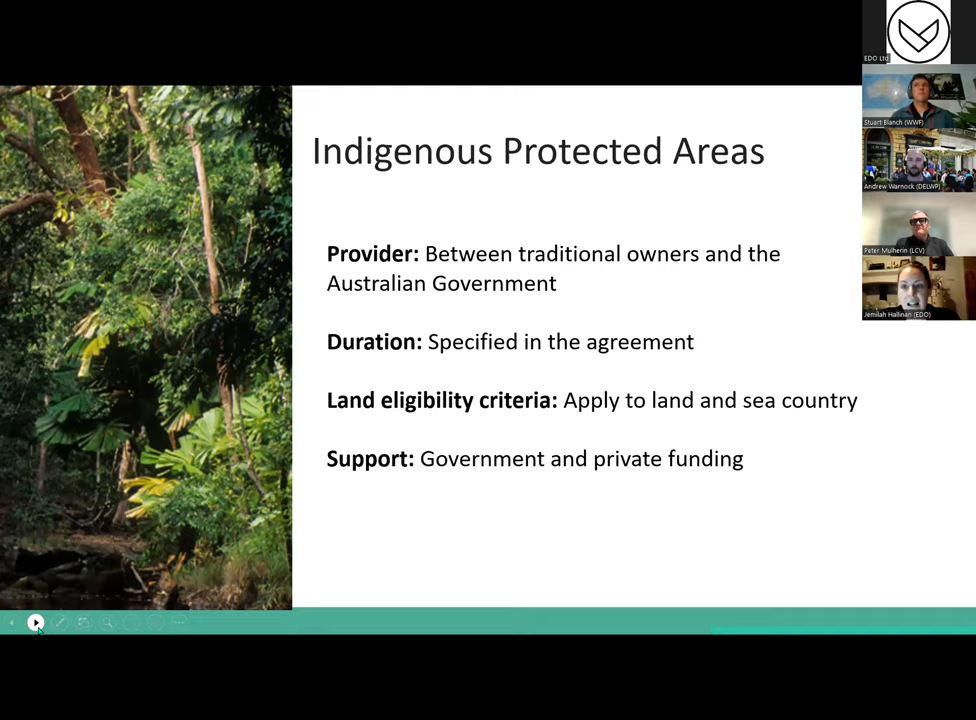 Indigenous Protected Areas
Provider: Between traditional owners and the
Australian Government
Duration: Specified in the agreement
Land eligibility criteria: Apply to land and sea country
Support: Government and private funding
EDO Ltd
Stuart Blanch (WWF)
Andrew Warnock (DELWP)
Peter Mulherin (LCV)
Jemilah Hallinan (EDO)